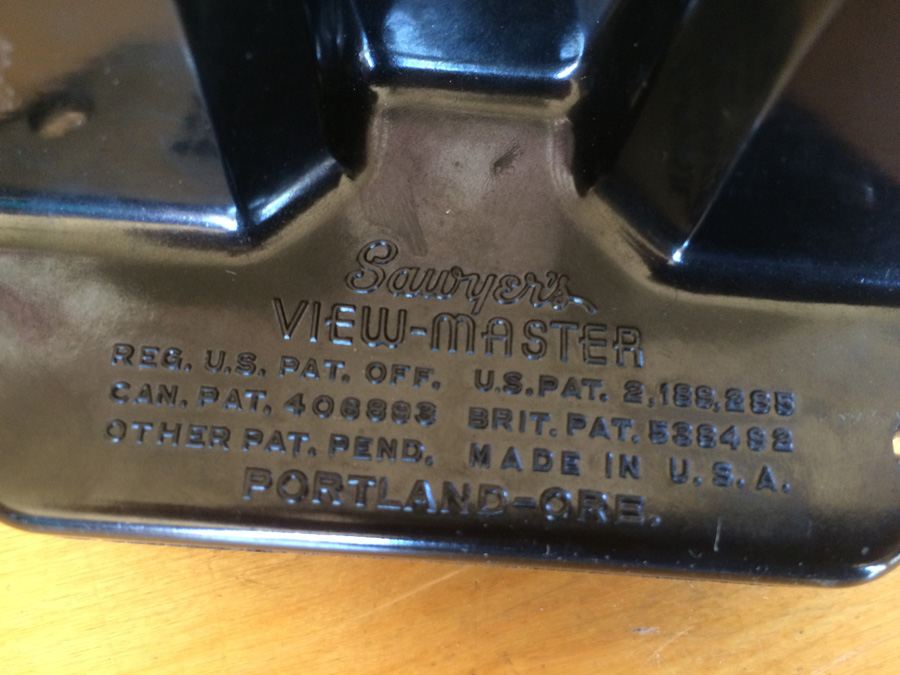 Sawyer's
VIEW-MASTER
REG. U.S. PAT. OFF. U.S. PAT. 2,189,285
CAN. PAT. 406893 BRIT. PAT. 538492
OTHER PAT. PEND. MADE IN U.S.A.
PORTLAND-ORE.